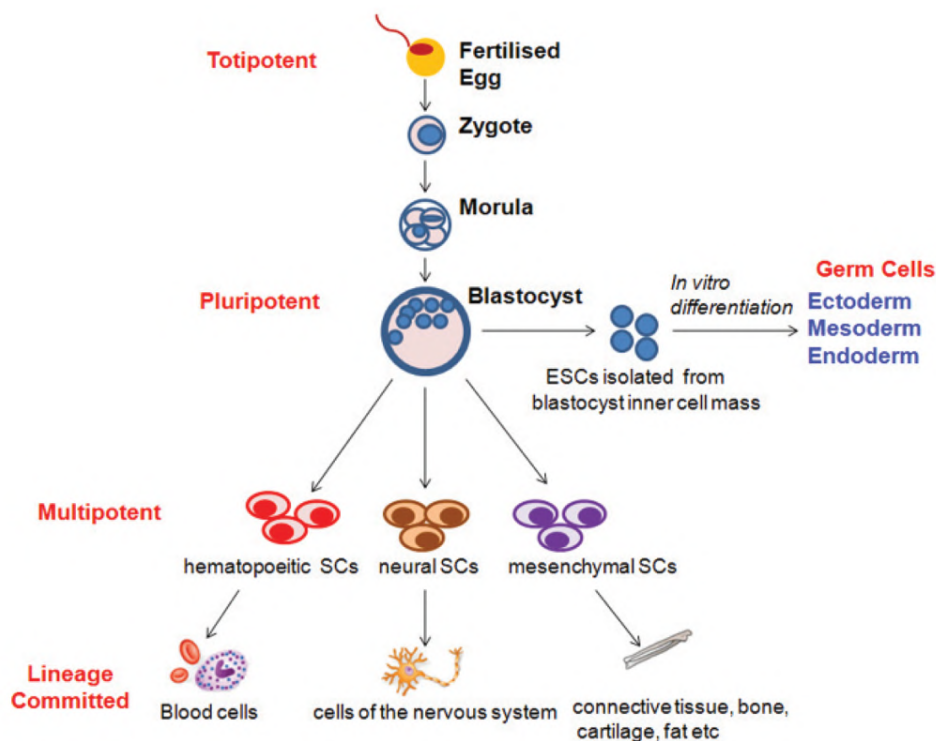 Totipotent
Fertilised
Egg
Zygote
Morula
Pluripotent
Blastocyst
In vitro
differentiation
Germ Cells
Ectoderm
Mesoderm
Endoderm
ESCs isolated from
blastocyst inner cell mass
Multipotent
hematopoeitic SCs
neural SCs
mesenchymal SCs
Lineage
Committed
Blood cells
cells of the nervous system
connective tissue, bone,
cartilage, fat etc